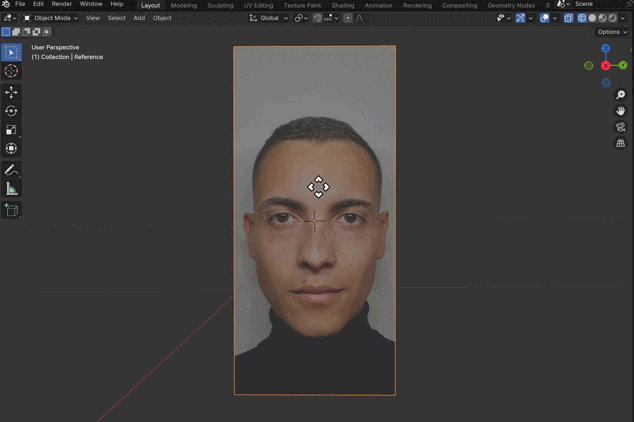 File Edit Render Window Help Layout Modeling Sculpting UV Editing Texture Paint Shading Animation Rendering Compositing Geometry Nodes S Scene
Object Mode View Select Add Object Global
Options
User Perspective
(1) Collection | Reference
Z
X
Y